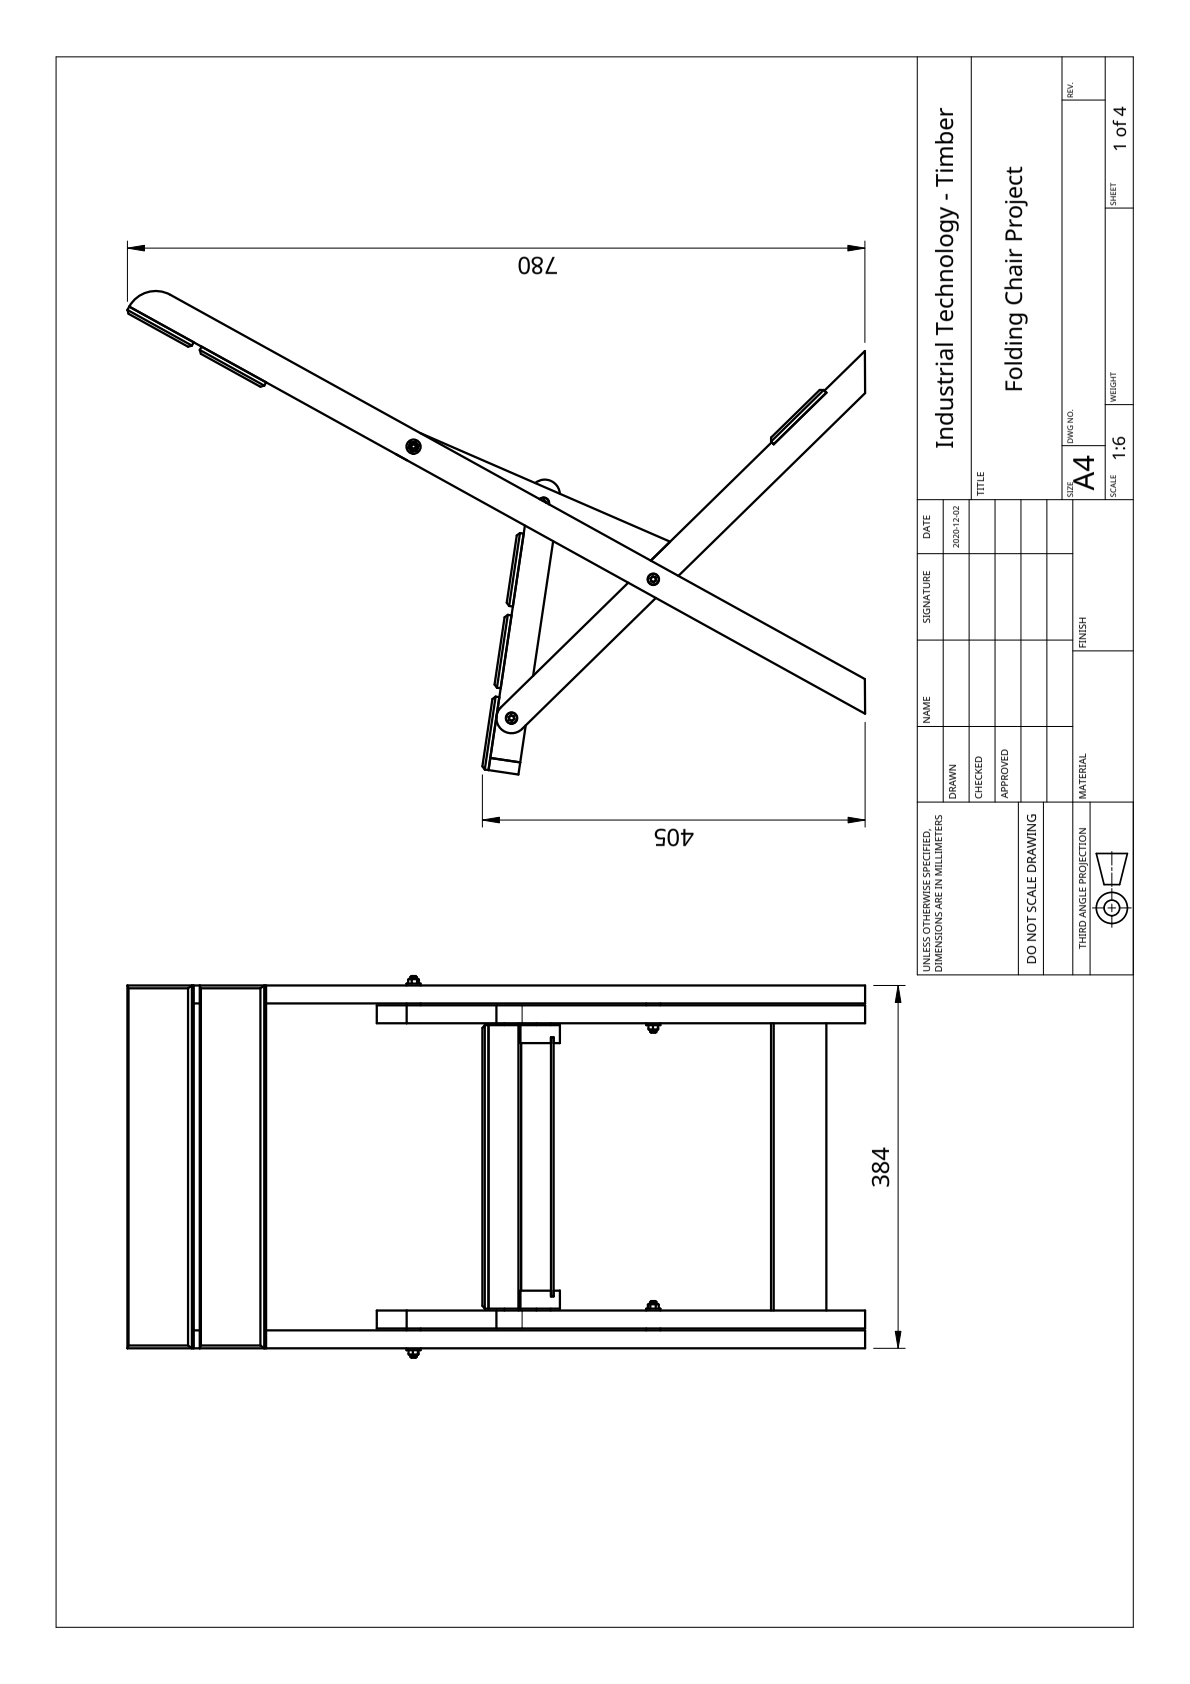 780
405
384
UNLESS OTHERWISE SPECIFIED,
DIMENSIONS ARE IN MILLIMETERS
DO NOT SCALE DRAWING
THIRD ANGLE PROJECTION
NAME
SIGNATURE
DATE
DRAWN
2020-12-02
CHECKED
APPROVED
MATERIAL
FINISH
Industrial Technology - Timber
TITLE
Folding Chair Project
SIZE
A4
DWG NO.
REV.
SCALE
1:6
WEIGHT
SHEET
1 of 4